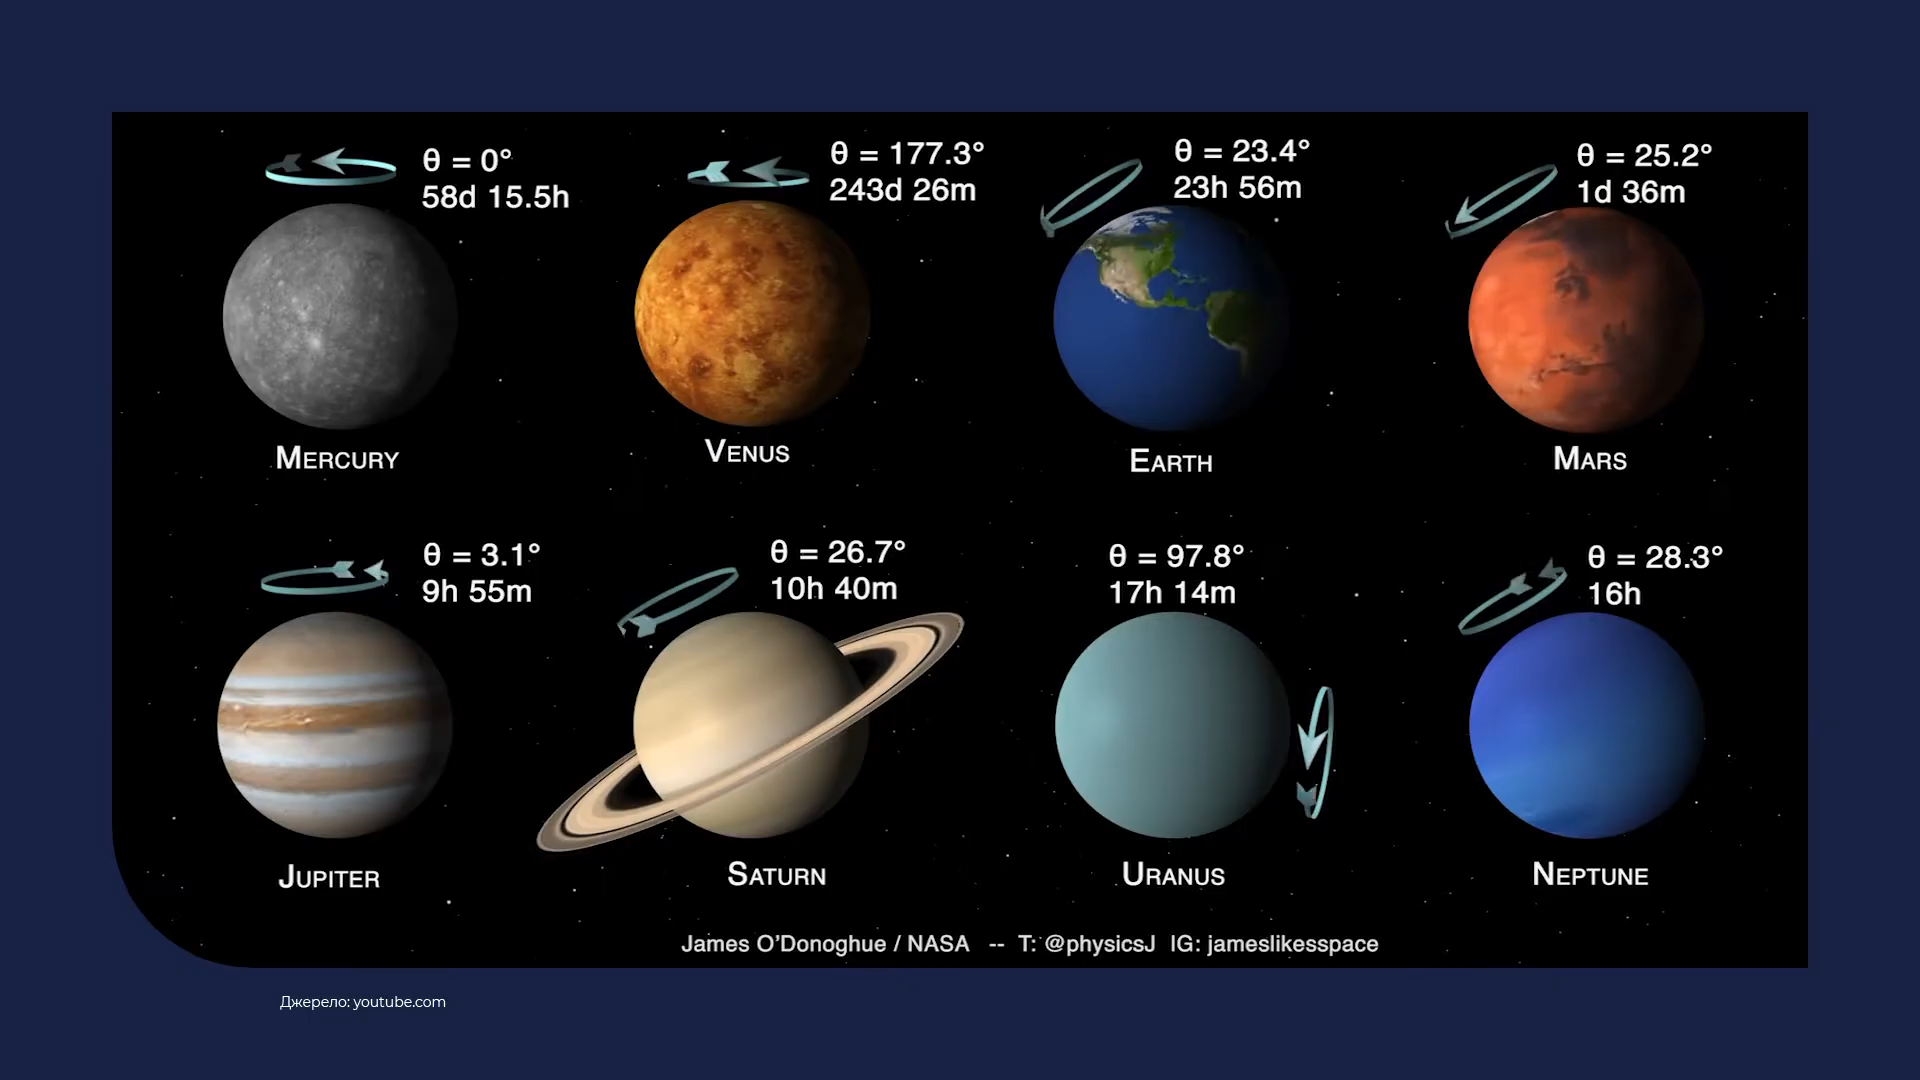 θ = 0°
58d 15.5h
θ = 177.3°
243d 26m
θ = 23.4°
23h 56m
θ = 25.2°
1d 36m
MERCURY
VENUS
EARTH
MARS
θ = 3.1°
9h 55m
θ = 26.7°
10h 40m
θ = 97.8°
17h 14m
θ = 28.3°
16h
JUPITER
SATURN
URANUS
NEPTUNE
James O'Donoghue / NASA -- T: @physicsJ IG: jameslikesspace
Джерело: youtube.com